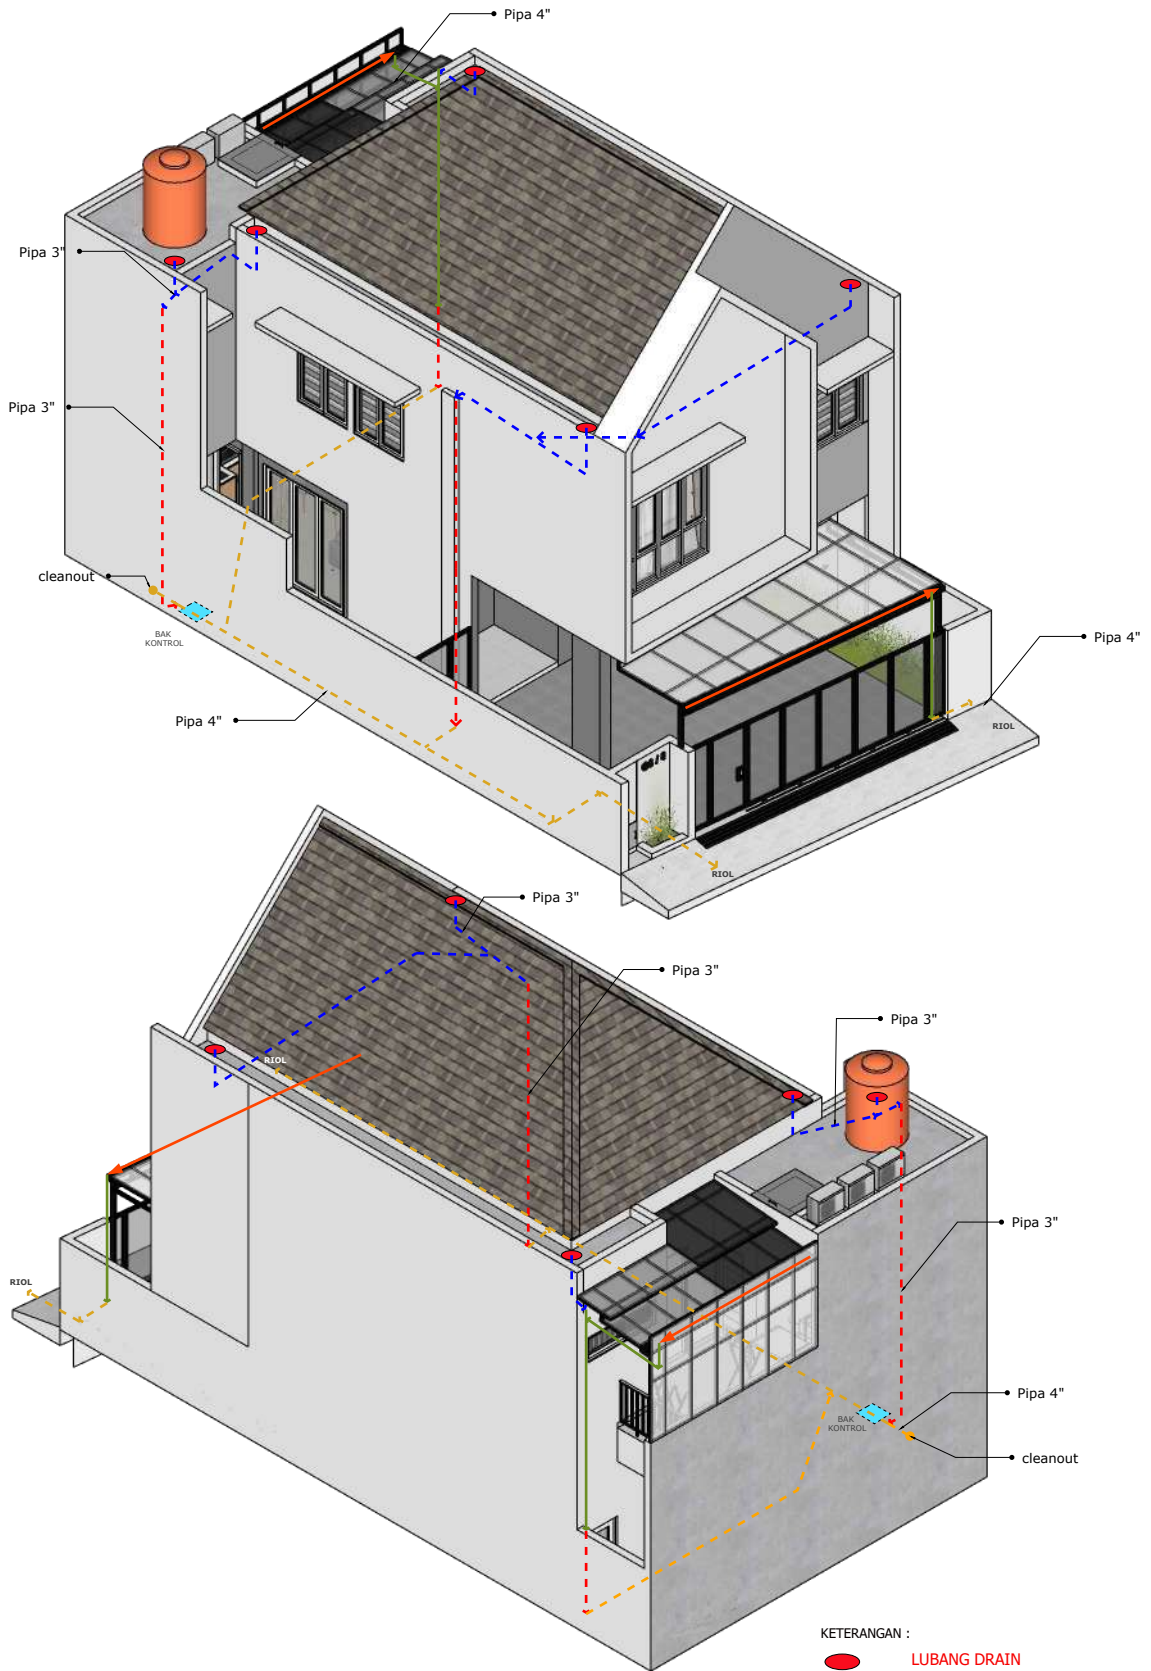 Pipa 4"
Pipa 3"
Pipa 3"
cleanout
BAK
KONTROL
Pipa 4"
Pipa 4"
RIOL
RIOL
Pipa 3"
Pipa 3"
Pipa 3"
RIOL
Pipa 3"
RIOL
Pipa 4"
BAK
KONTROL
cleanout
KETERANGAN :
LUBANG DRAIN